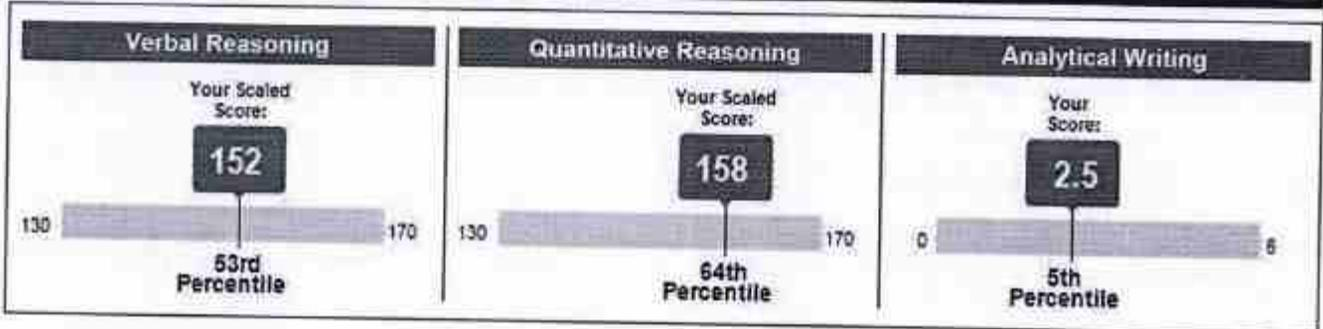 Verbal Reasoning
Your Scaled
Score:
152
130
170
53rd
Percentile
Quantitative Reasoning
Your Scaled
Score:
158
130
170
64th
Percentile
Analytical Writing
Your
Score:
2.5
0
6
5th
Percentile